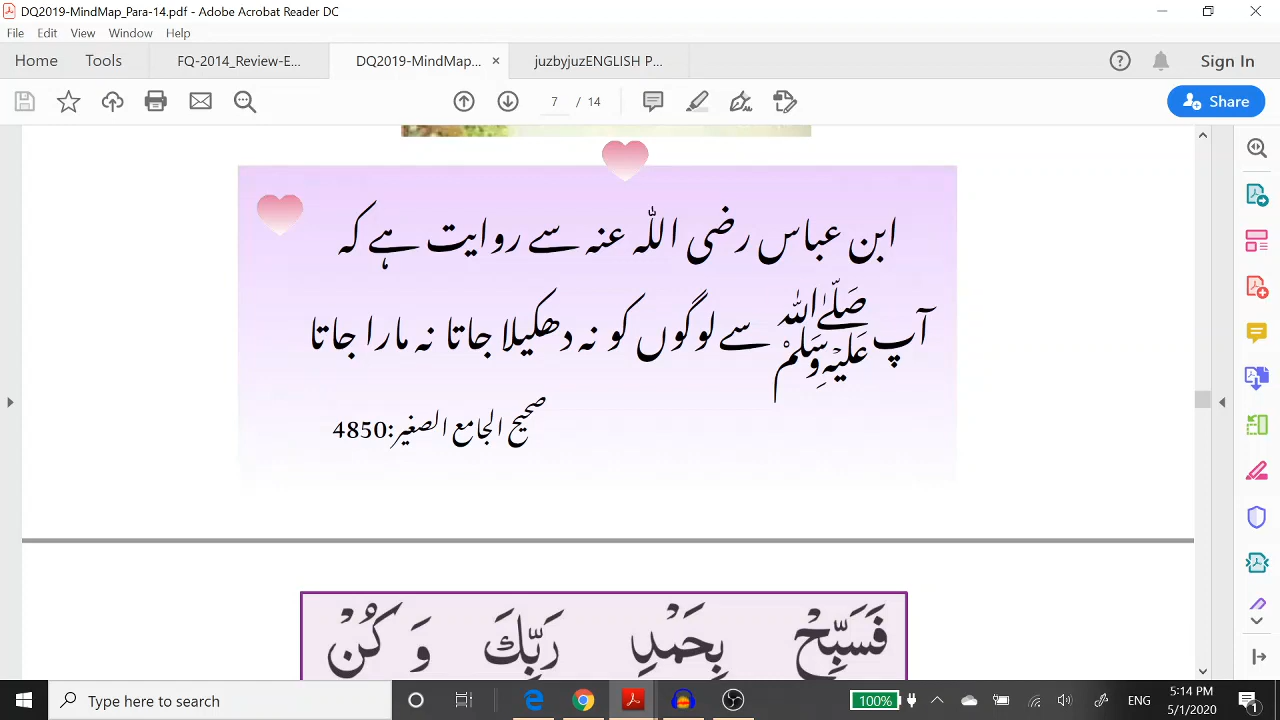 DQ2019-MindMap_Para-14.pdf - Adobe Acrobat Reader DC
File Edit View Window Help
Home Tools FQ-2014_Review-E... DQ2019-MindMap... × juzbyjuzENGLISH P... Sign In
7 / 14 Share
ابن عباس رضی اللہ عنہ سے روایت ہے کہ
آپ صَلَّی اللہ عَلَیْہِ وَسَلَّمْ سے لوگوں کو نہ دھکیلا جاتا نہ مارا جاتا
صحیح الجامع الصغیر:4850
فَسَبِّحْ بِحَمْدِ رَبِّكَ وَ كُنْ
Type here to search 100% ENG 5:14 PM
5/1/2020 1